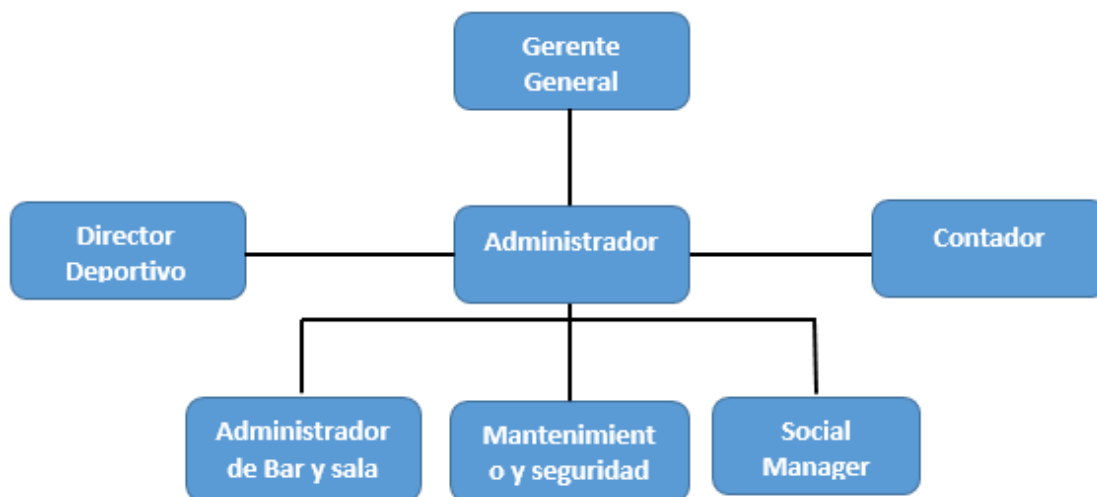 Gerente
General
Director
Deportivo
Administrador
Contador
Administrador
de Bar y sala
Mantenimient
o y seguridad
Social
Manager